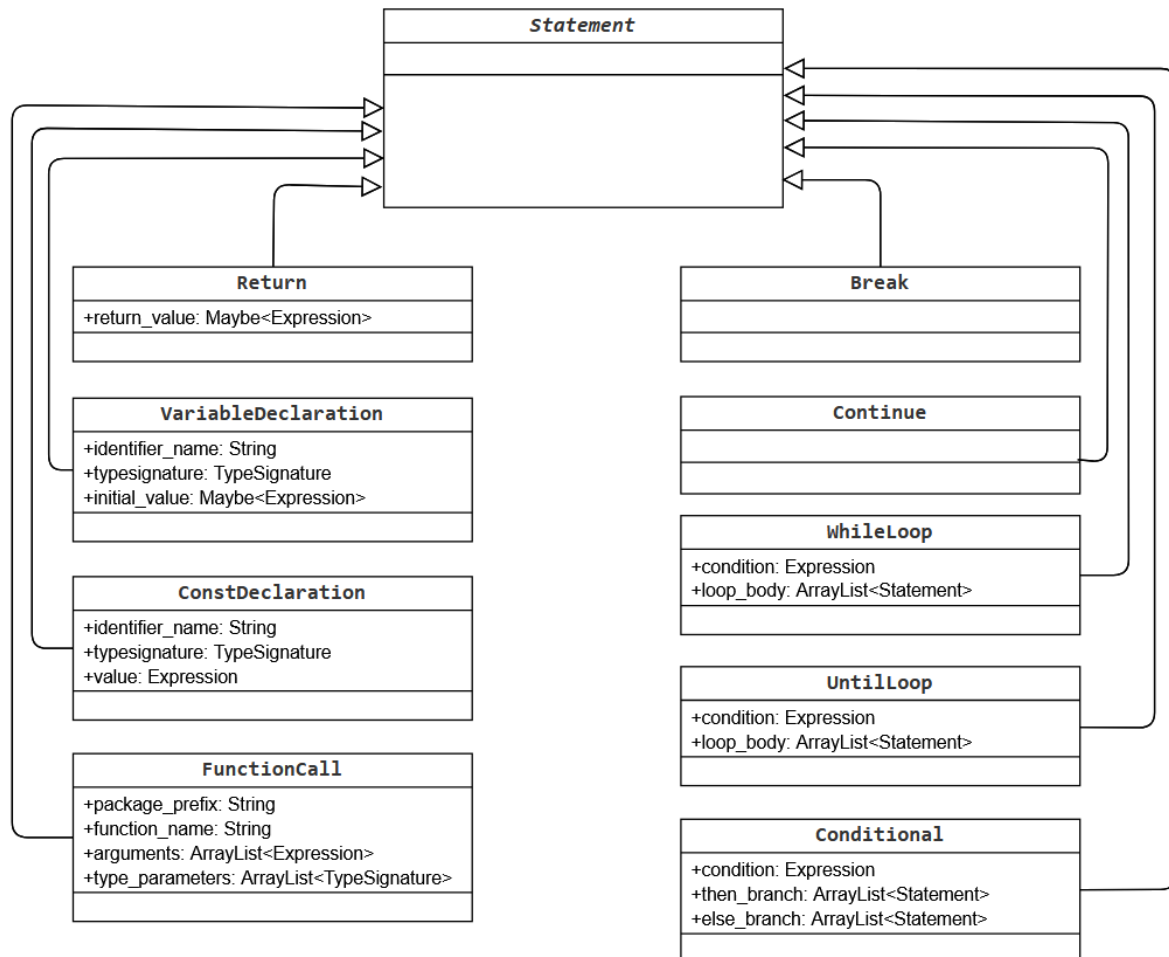 Statement
Return
+return_value: Maybe<Expression>
VariableDeclaration
+identifier_name: String
+typesignature: TypeSignature
+initial_value: Maybe<Expression>
ConstDeclaration
+identifier_name: String
+typesignature: TypeSignature
+value: Expression
FunctionCall
+package_prefix: String
+function_name: String
+arguments: ArrayList<Expression>
+type_parameters: ArrayList<TypeSignature>
Break
Continue
WhileLoop
+condition: Expression
+loop_body: ArrayList<Statement>
UntilLoop
+condition: Expression
+loop_body: ArrayList<Statement>
Conditional
+condition: Expression
+then_branch: ArrayList<Statement>
+else_branch: ArrayList<Statement>